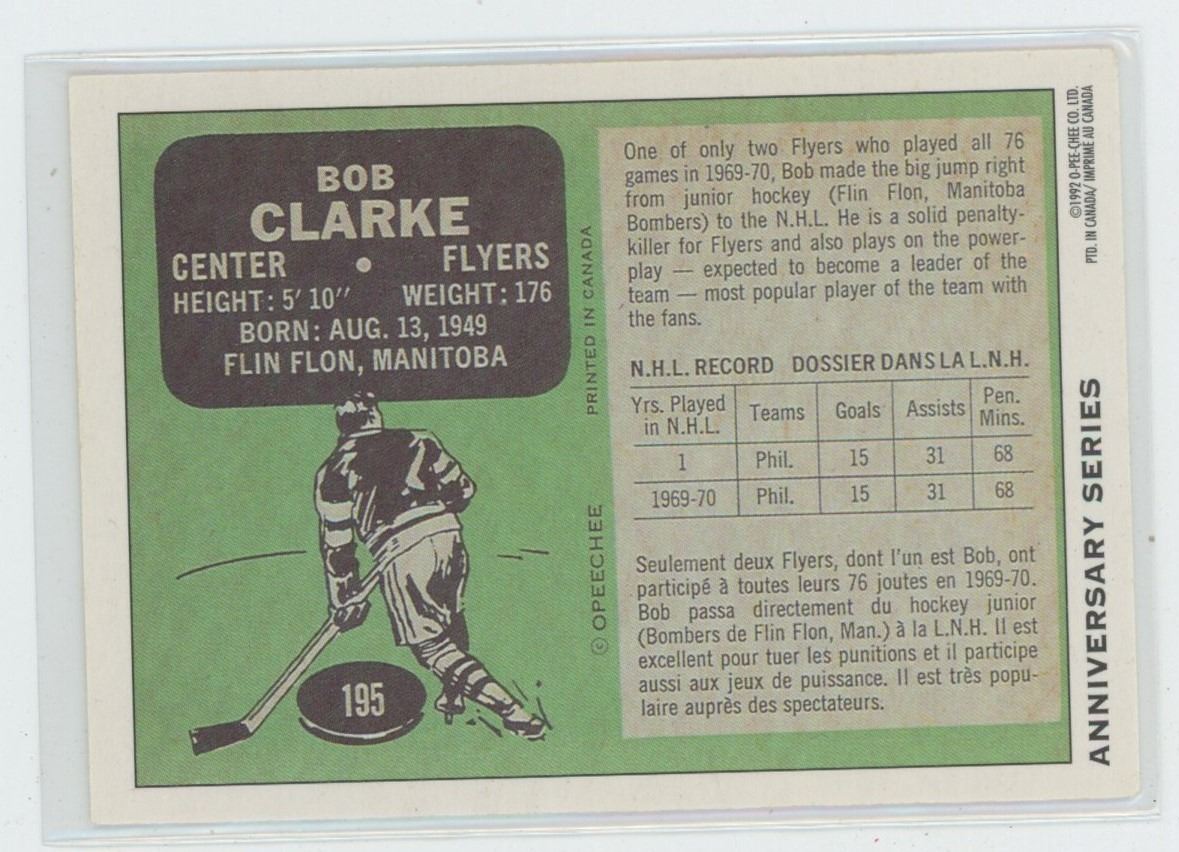 BOB
CLARKE
CENTER • FLYERS
HEIGHT: 5' 10" WEIGHT: 176
BORN: AUG. 13, 1949
FLIN FLON, MANITOBA
195
© OPEECHEE PRINTED IN CANADA
One of only two Flyers who played all 76
games in 1969-70, Bob made the big jump right
from junior hockey (Flin Flon, Manitoba
Bombers) to the N.H.L. He is a solid penalty-
killer for Flyers and also plays on the power-
play — expected to become a leader of the
team — most popular player of the team with
the fans.
N.H.L. RECORD DOSSIER DANS LA L.N.H.
Yrs. Played in N.H.L. Teams Goals Assists Pen. Mins.
1 Phil. 15 31 68
1969-70 Phil. 15 31 68
Seulement deux Flyers, dont l'un est Bob, ont
participé à toutes leurs 76 joutes en 1969-70.
Bob passa directement du hockey junior
(Bombers de Flin Flon, Man.) à la L.N.H. Il est
excellent pour tuer les punitions et il participe
aussi aux jeux de puissance. Il est très popu-
laire auprès des spectateurs.
ANNIVERSARY SERIES
©1992 O-PEE-CHEE CO. LTD.
PTD. IN CANADA/ IMPRIME AU CANADA